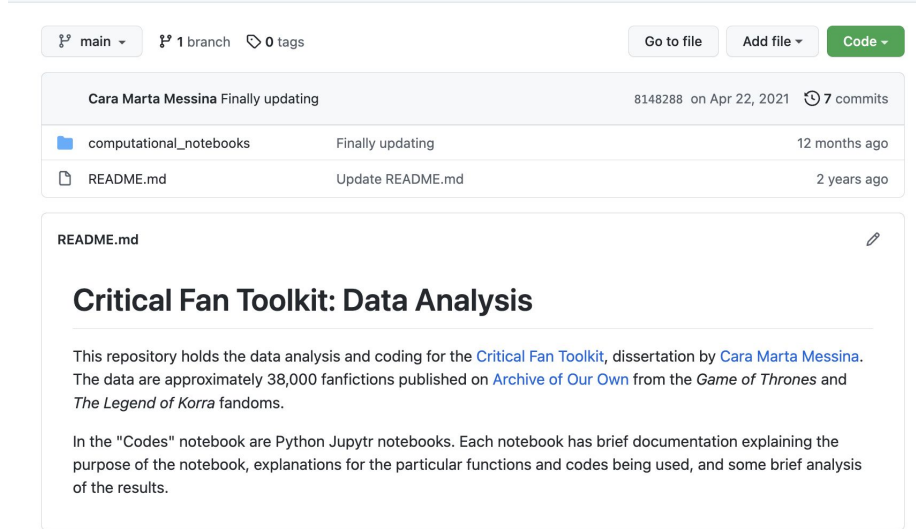 main 1 branch 0 tags Go to file Add file Code
Cara Marta Messina Finally updating 8148288 on Apr 22, 2021 7 commits
computational_notebooks Finally updating 12 months ago
README.md Update README.md 2 years ago
README.md
Critical Fan Toolkit: Data Analysis
This repository holds the data analysis and coding for the Critical Fan Toolkit, dissertation by Cara Marta Messina.
The data are approximately 38,000 fanfictions published on Archive of Our Own from the Game of Thrones and
The Legend of Korra fandoms.
In the "Codes" notebook are Python Jupytr notebooks. Each notebook has brief documentation explaining the
purpose of the notebook, explanations for the particular functions and codes being used, and some brief analysis
of the results.